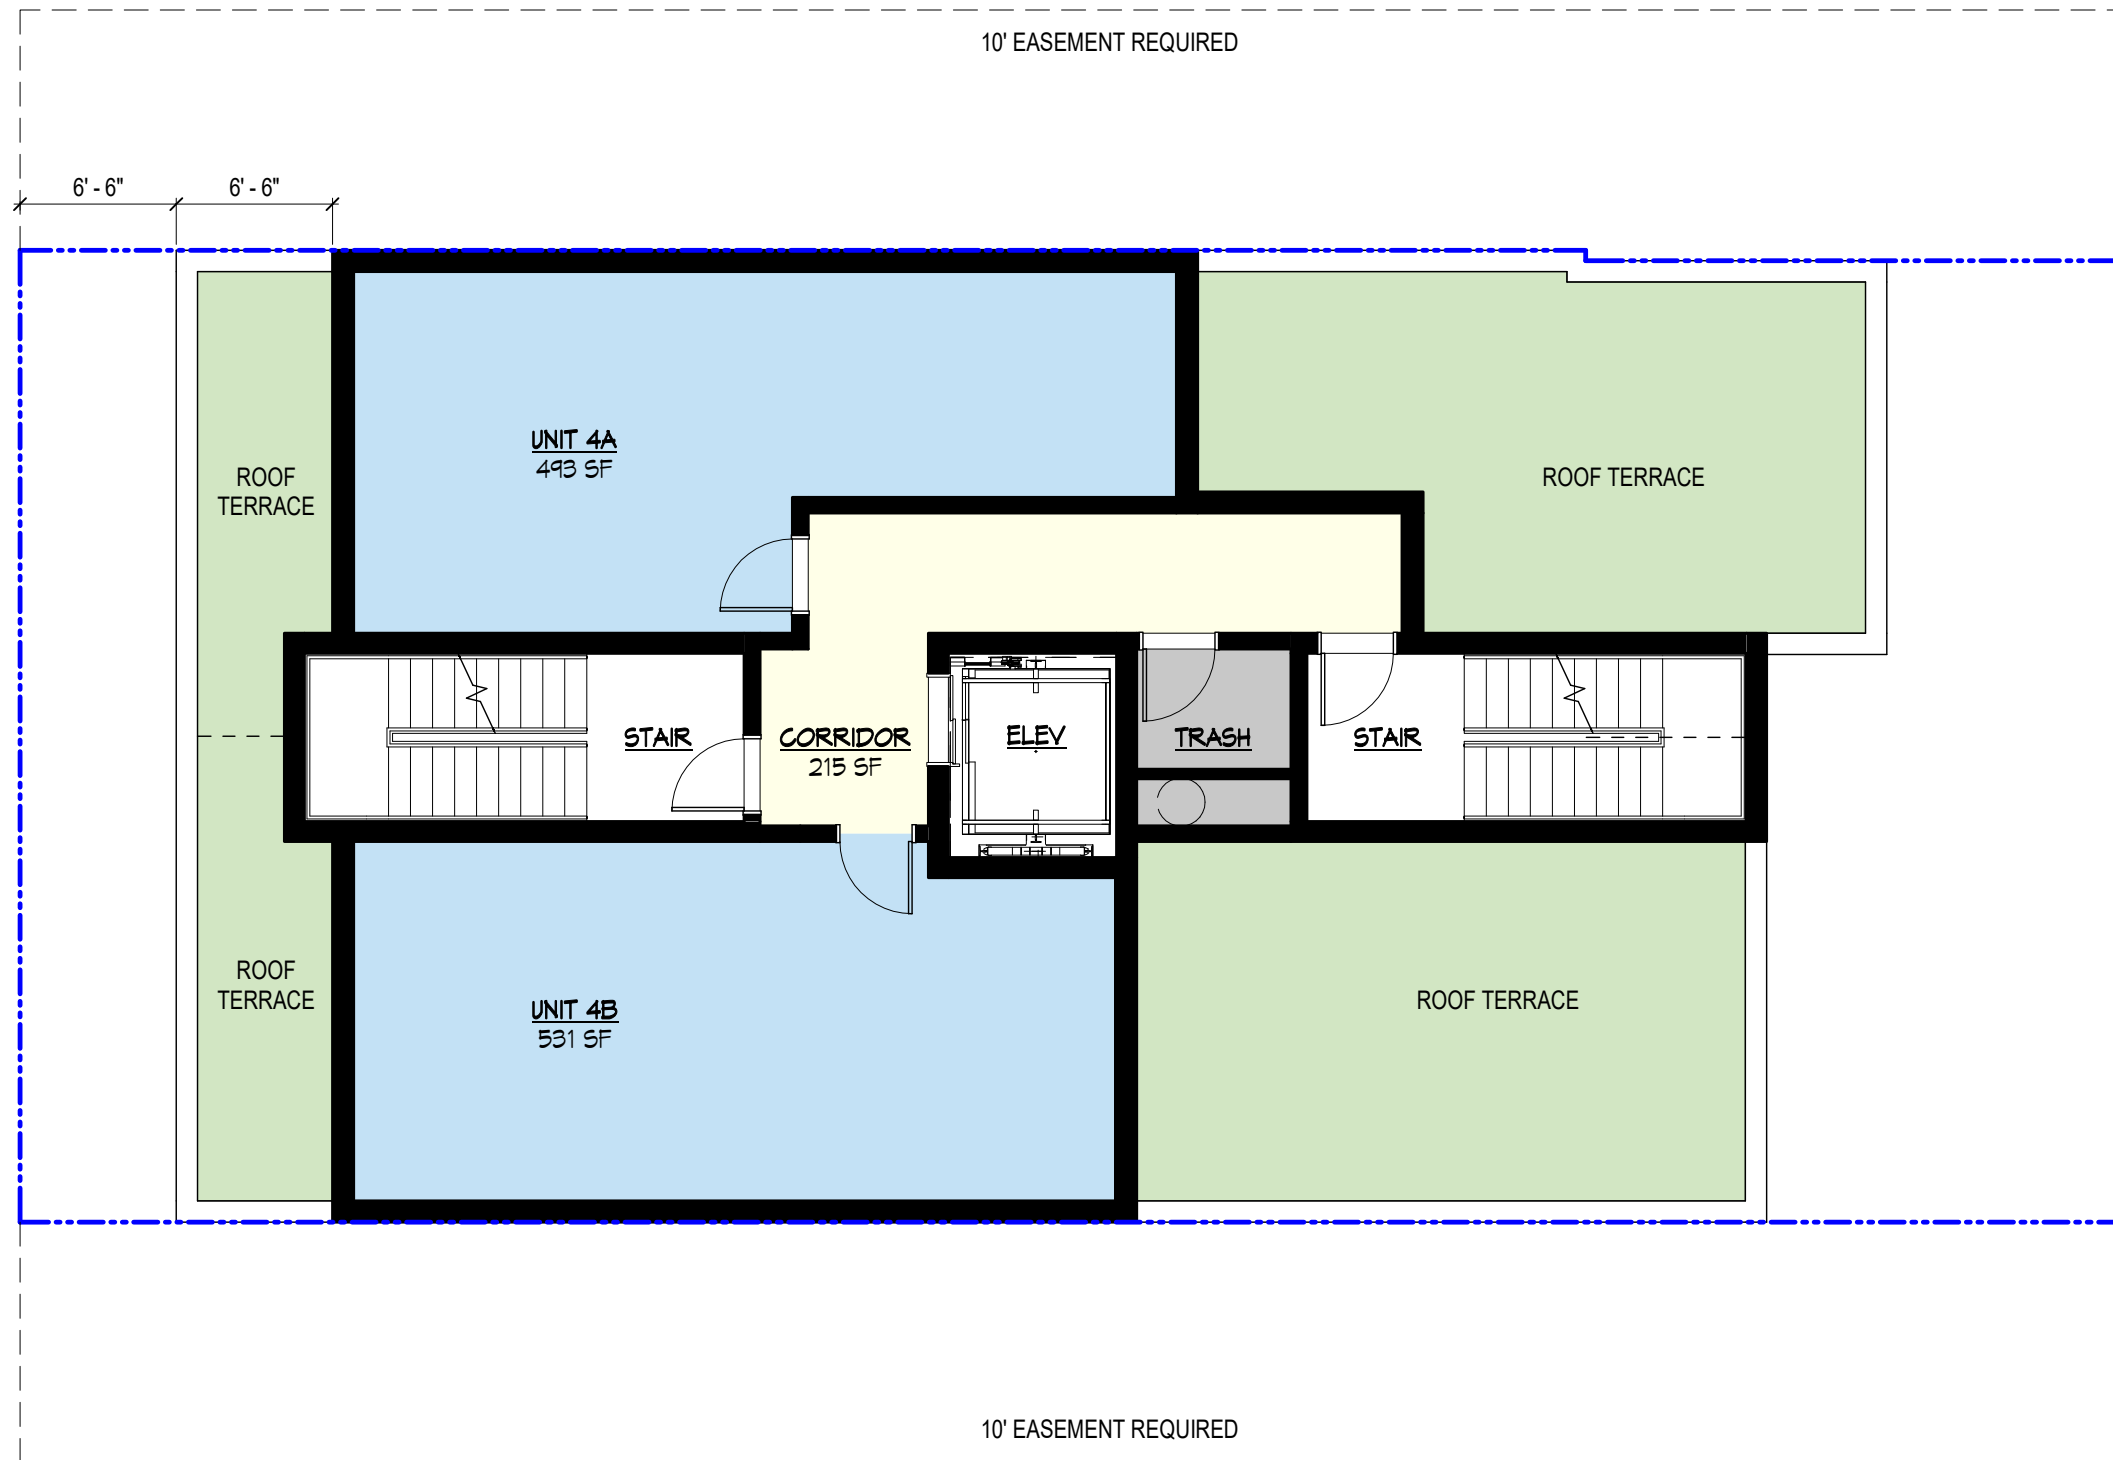 10' EASEMENT REQUIRED
6' - 6"
6' - 6"
UNIT 4A
493 SF
ROOF
TERRACE
ROOF TERRACE
STAIR
CORRIDOR
215 SF
ELEV
TRASH
STAIR
ROOF
TERRACE
UNIT 4B
531 SF
ROOF TERRACE
10' EASEMENT REQUIRED